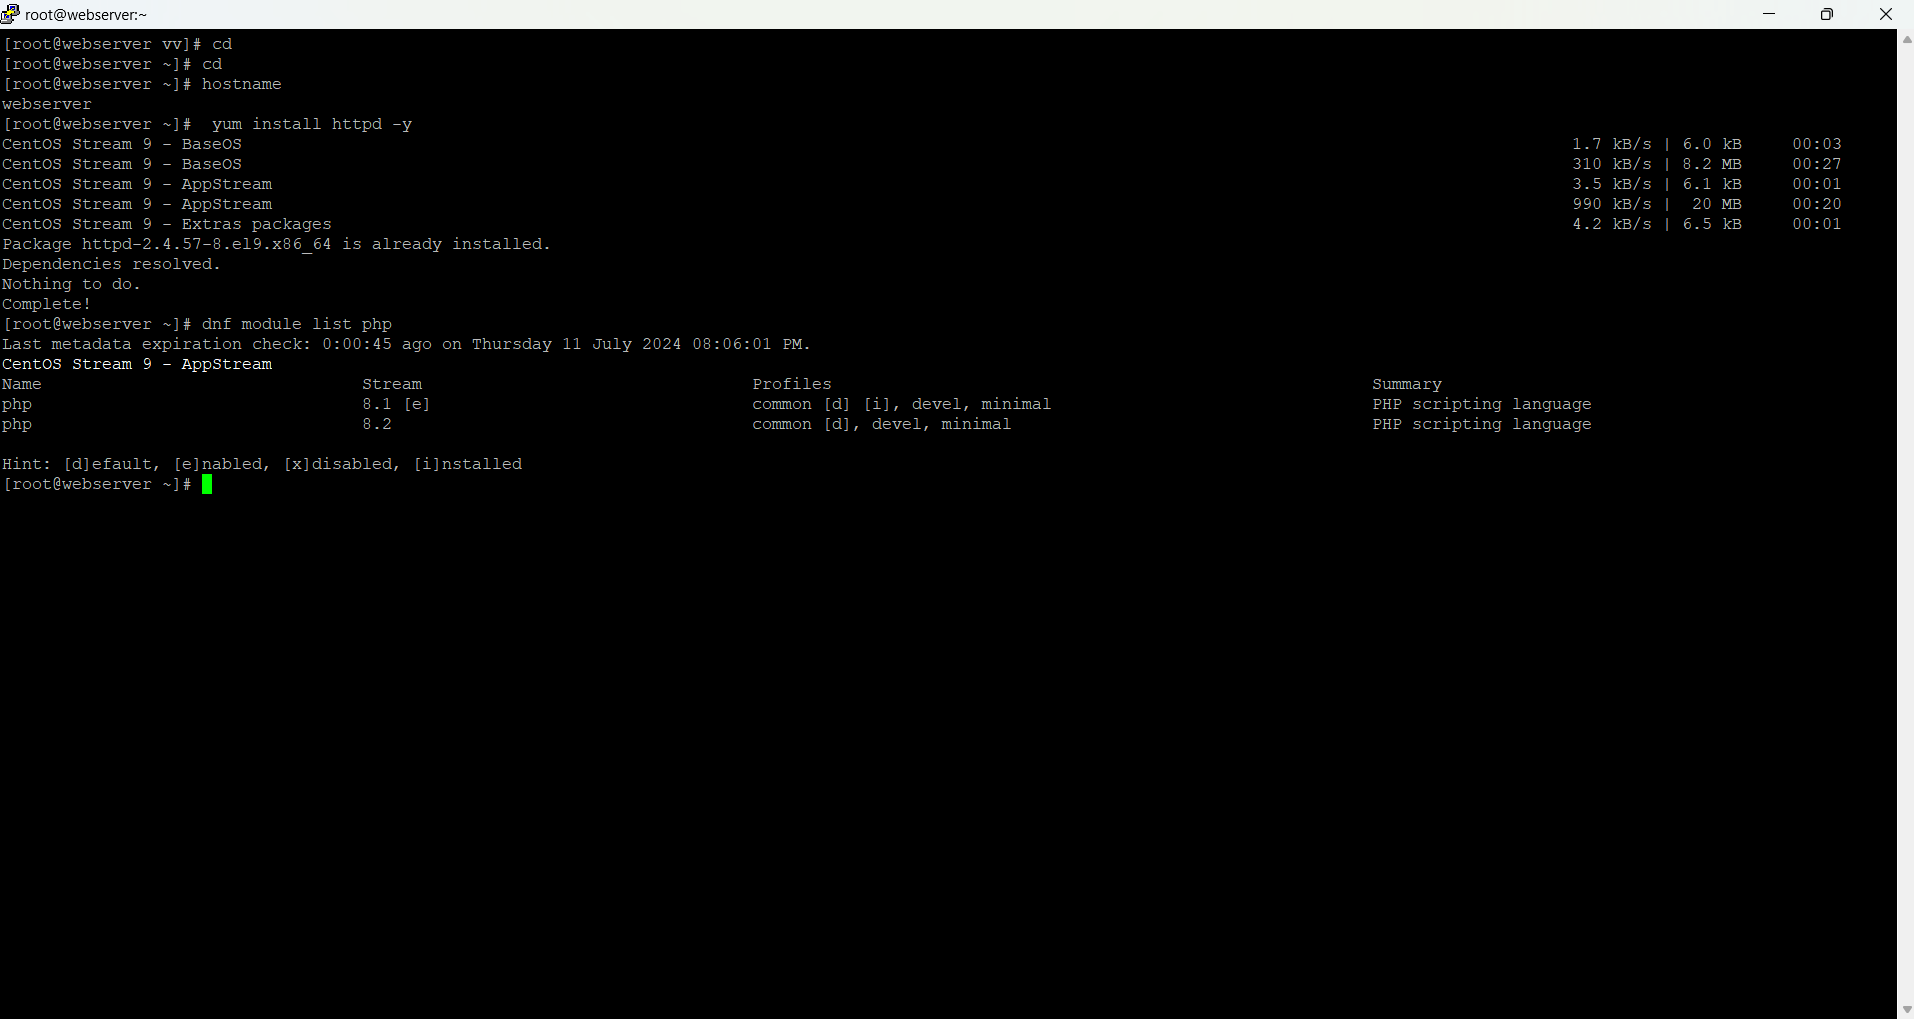 root@webserver:~
[root@webserver vv]# cd
[root@webserver ~]# cd
[root@webserver ~]# hostname
webserver
[root@webserver ~]#  yum install httpd -y
CentOS Stream 9 - BaseOS 1.7 kB/s | 6.0 kB 00:03
CentOS Stream 9 - BaseOS 310 kB/s | 8.2 MB 00:27
CentOS Stream 9 - AppStream 3.5 kB/s | 6.1 kB 00:01
CentOS Stream 9 - AppStream 990 kB/s |  20 MB 00:20
CentOS Stream 9 - Extras packages 4.2 kB/s | 6.5 kB 00:01
Package httpd-2.4.57-8.el9.x86_64 is already installed.
Dependencies resolved.
Nothing to do.
Complete!
[root@webserver ~]# dnf module list php
Last metadata expiration check: 0:00:45 ago on Thursday 11 July 2024 08:06:01 PM.
CentOS Stream 9 - AppStream
Name Stream Profiles Summary
php 8.1 [e] common [d] [i], devel, minimal PHP scripting language
php 8.2 common [d], devel, minimal PHP scripting language
Hint: [d]efault, [e]nabled, [x]disabled, [i]nstalled
[root@webserver ~]#